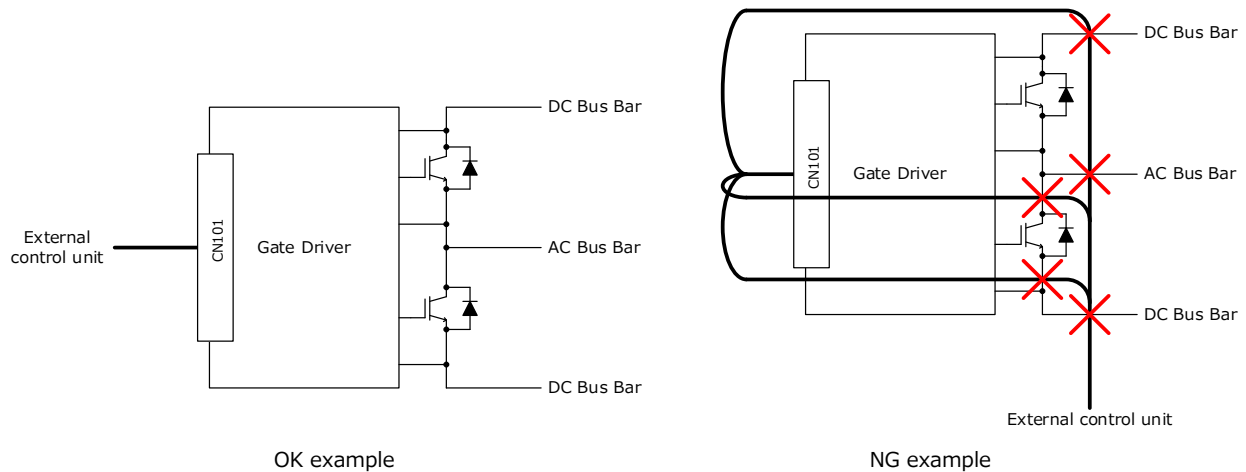 DC Bus Bar
External
control unit
CN101
Gate Driver
AC Bus Bar
DC Bus Bar
OK example
DC Bus Bar
CN101
Gate Driver
AC Bus Bar
DC Bus Bar
External control unit
NG example